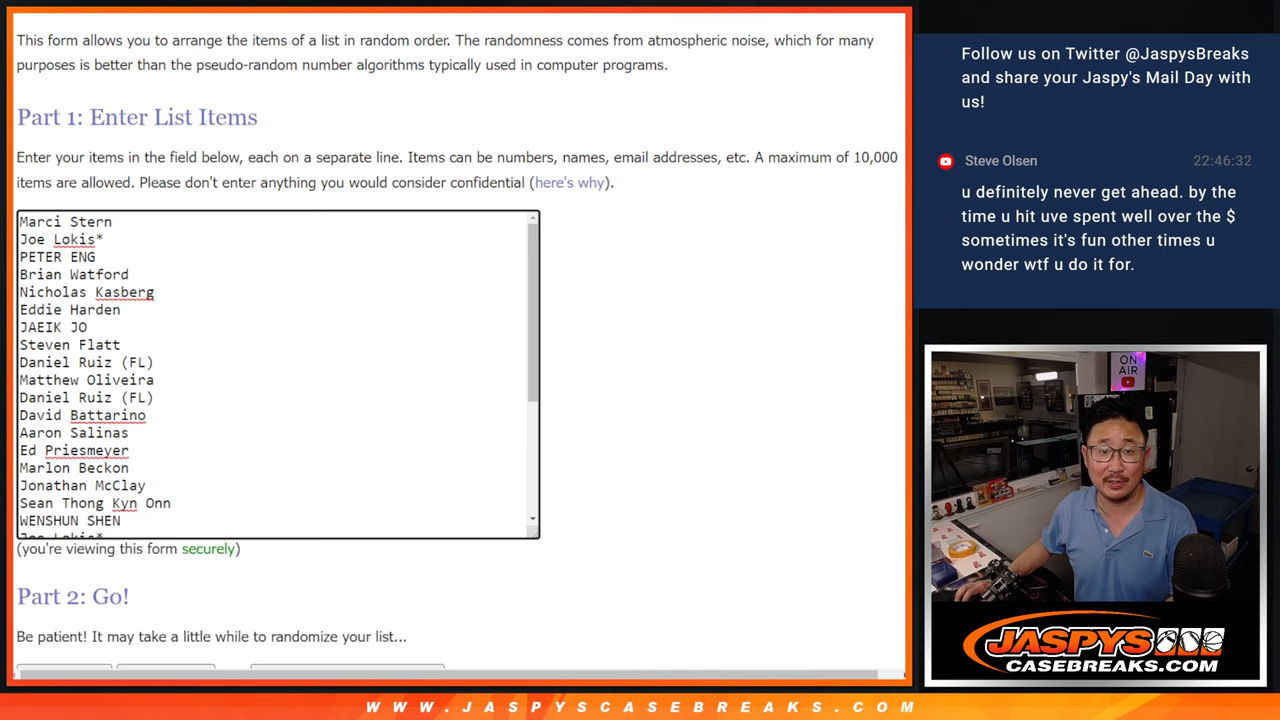 This form allows you to arrange the items of a list in random order. The randomness comes from atmospheric noise, which for many
purposes is better than the pseudo-random number algorithms typically used in computer programs.
Part 1: Enter List Items
Enter your items in the field below, each on a separate line. Items can be numbers, names, email addresses, etc. A maximum of 10,000
items are allowed. Please don't enter anything you would consider confidential (here's why).
Marci Stern
Joe Lokis*
PETER ENG
Brian Watford
Nicholas Kasberg
Eddie Harden
JAEIK JO
Steven Flatt
Daniel Ruiz (FL)
Matthew Oliveira
Daniel Ruiz (FL)
David Battarino
Aaron Salinas
Ed Priesmeyer
Marlon Beckon
Jonathan McClay
Sean Thong Kyn Onn
WENSHUN SHEN
Joe Lokis*
(you're viewing this form securely)
Part 2: Go!
Be patient! It may take a little while to randomize your list...
Follow us on Twitter @JaspysBreaks
and share your Jaspy's Mail Day with
us!
Steve Olsen 22:46:32
u definitely never get ahead. by the
time u hit uve spent well over the $
sometimes it's fun other times u
wonder wtf u do it for.
ON
AIR
JASPYS
CASEBREAKS.COM
WWW.JASPYSCASEBREAKS.COM